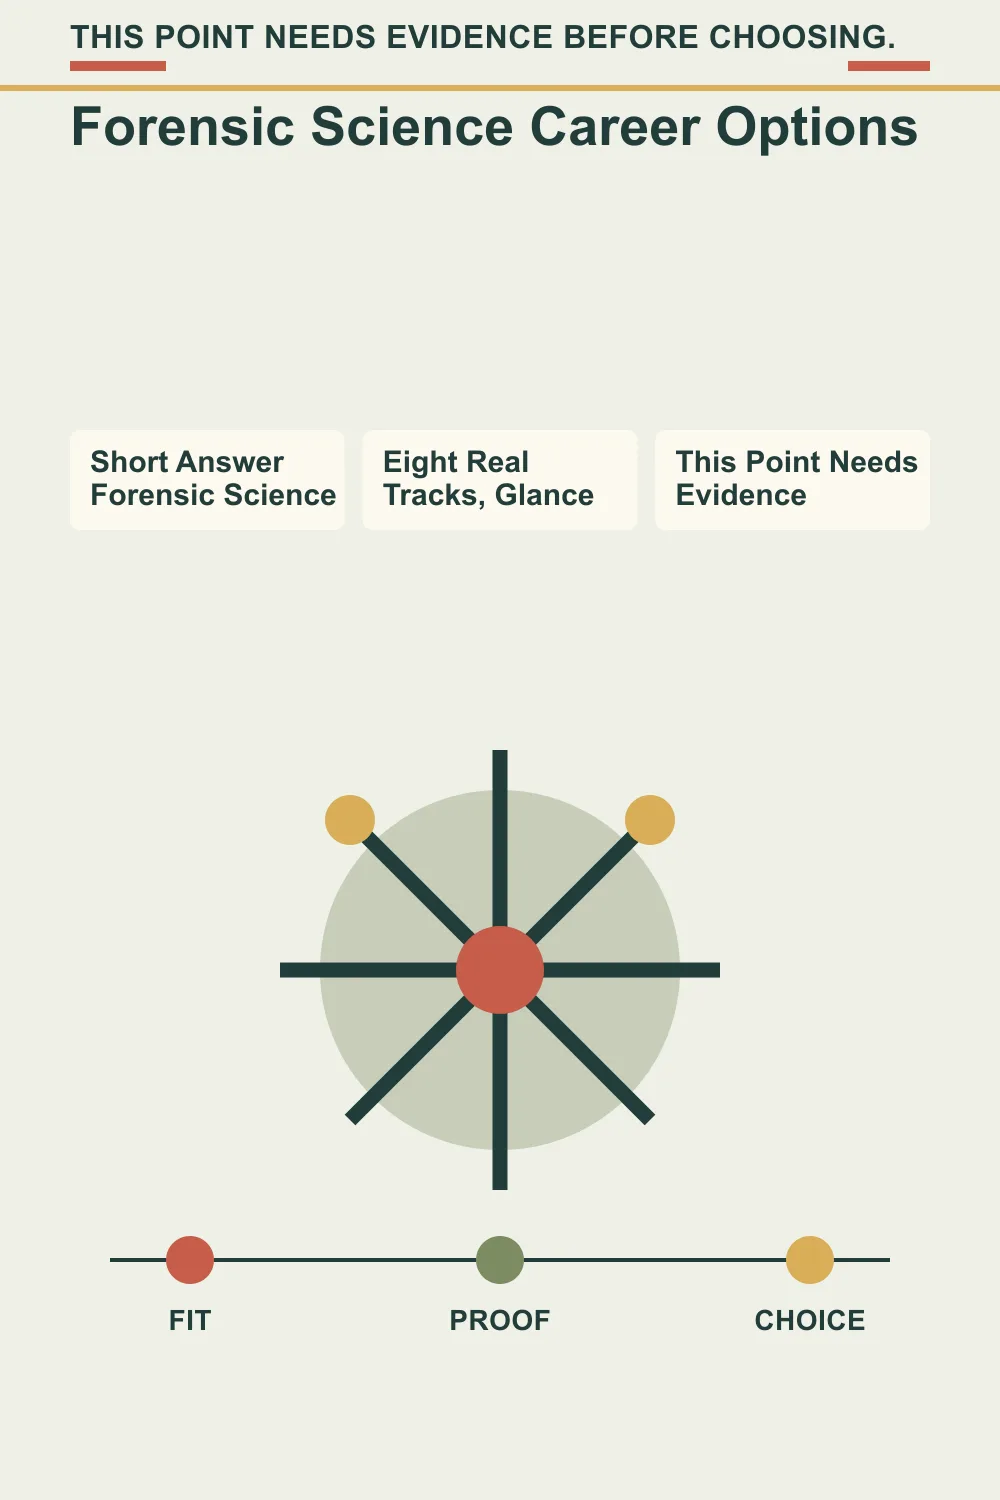 THIS POINT NEEDS EVIDENCE BEFORE CHOOSING.
Forensic Science Career Options
Short Answer
Forensic Science
Eight Real
Tracks, Glance
This Point Needs
Evidence
FIT
PROOF
CHOICE